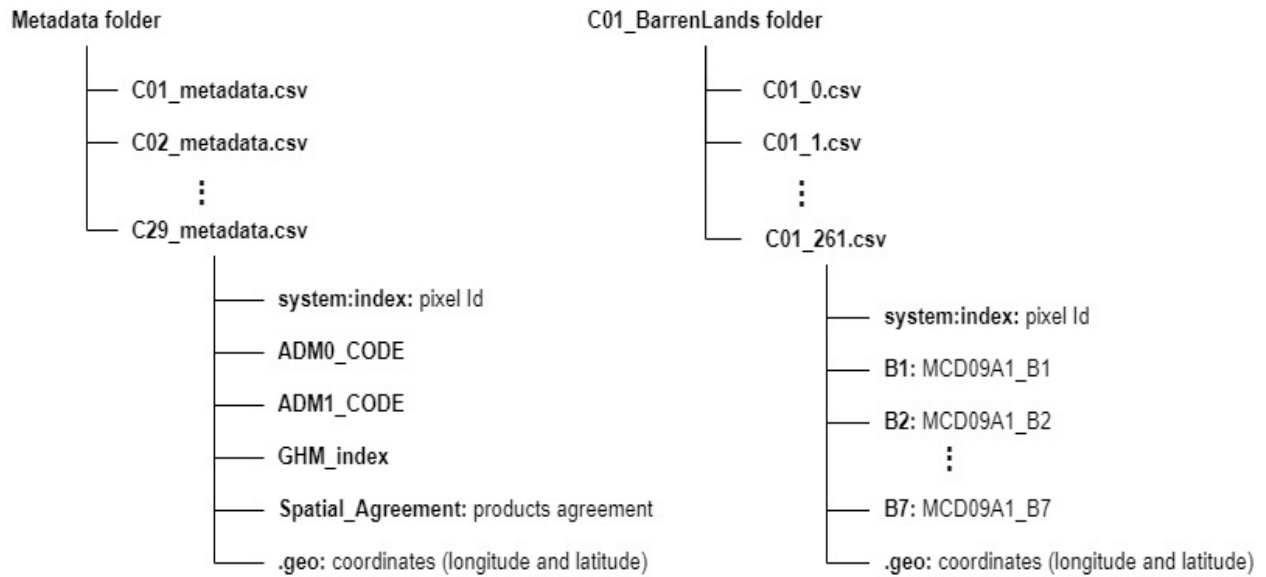 Metadata folder
C01_metadata.csv
C02_metadata.csv
C29_metadata.csv
system:index: pixel Id
ADM0_CODE
ADM1_CODE
GHM_index
Spatial_Agreement: products agreement
.geo: coordinates (longitude and latitude)
C01_BarrenLands folder
C01_0.csv
C01_1.csv
C01_261.csv
system:index: pixel Id
B1: MCD09A1_B1
B2: MCD09A1_B2
B7: MCD09A1_B7
.geo: coordinates (longitude and latitude)